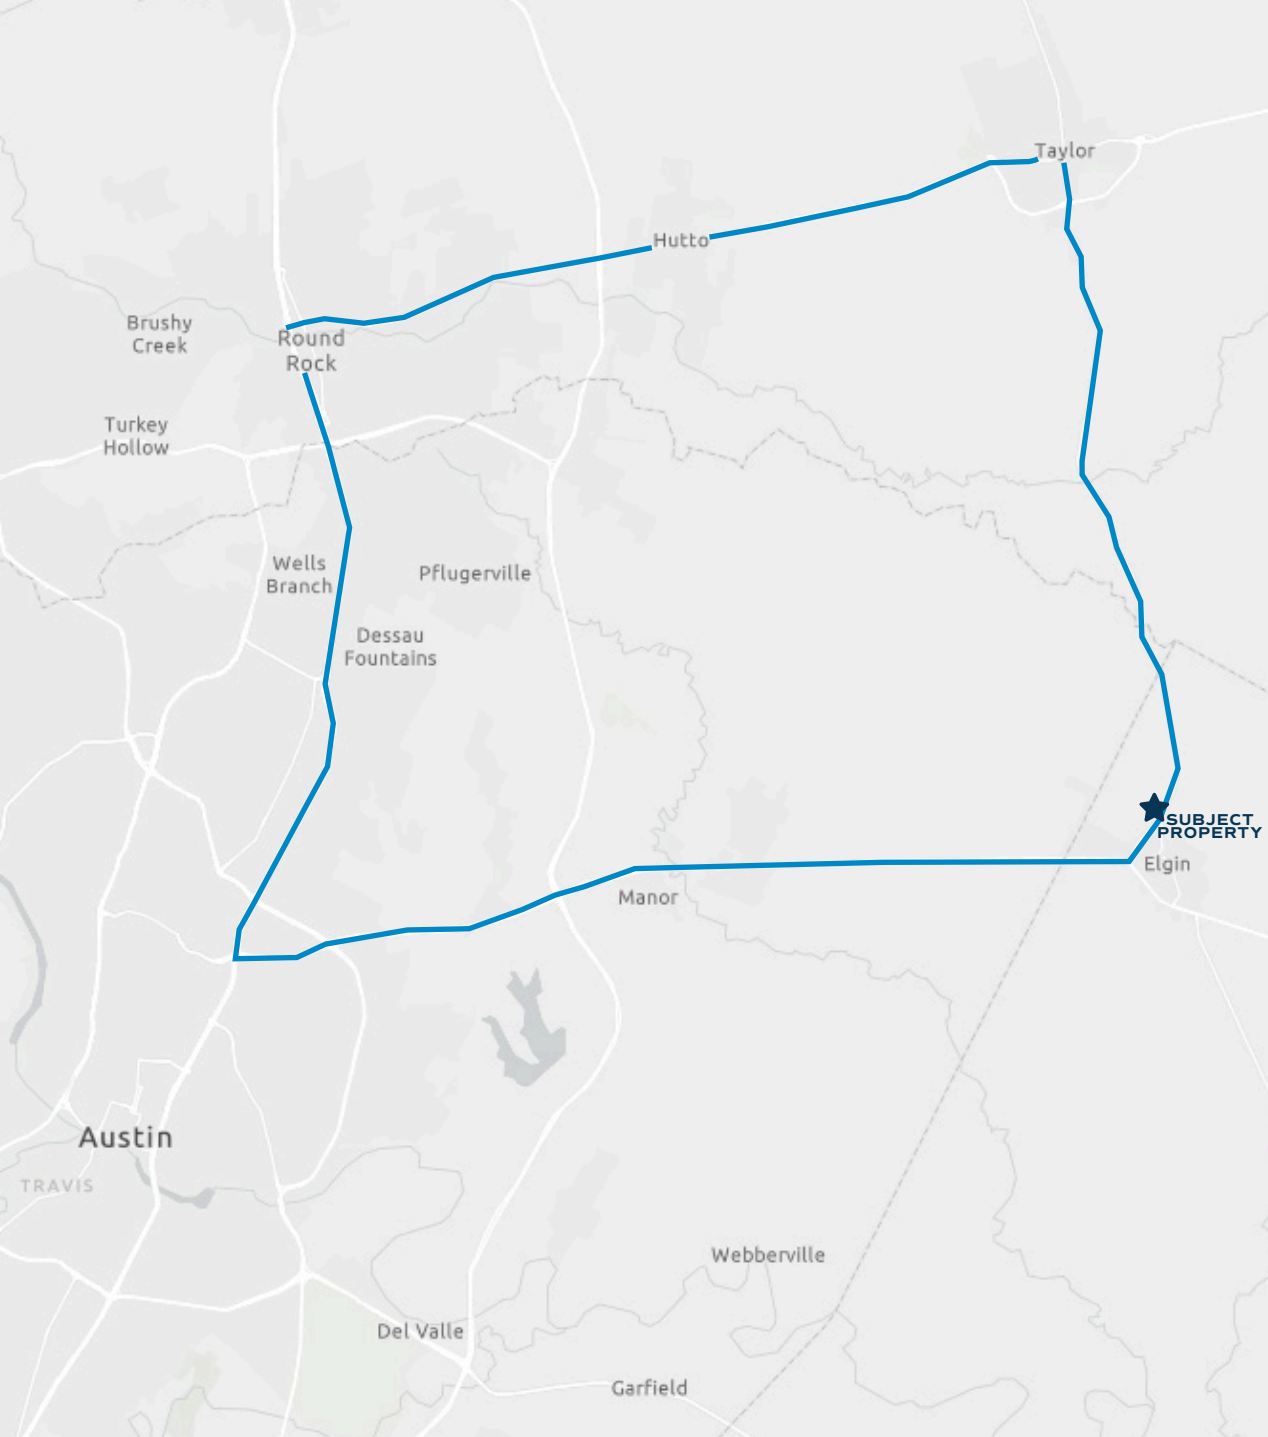 Taylor
Hutto
Brushy
Creek
Round
Rock
Turkey
Hollow
Wells
Branch
Pflugerville
Dessau
Fountains
SUBJECT
PROPERTY
Elgin
Manor
Austin
TRAVIS
Webberville
Del Valle
Garfield